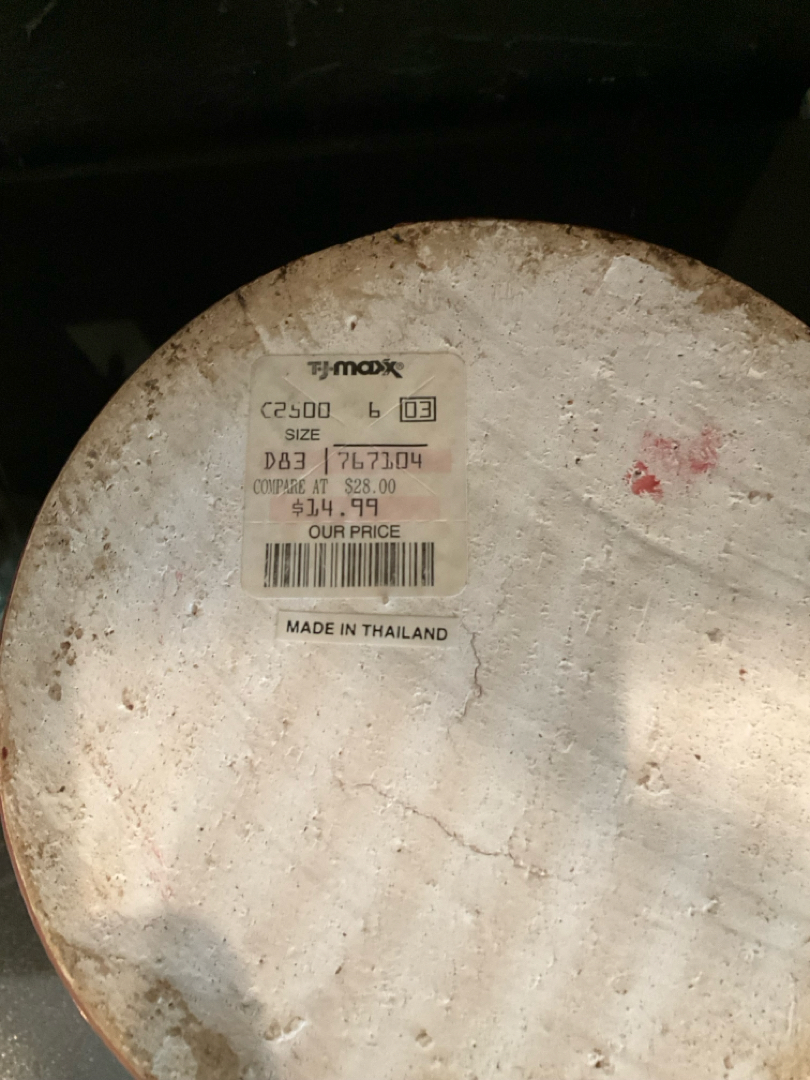 T·J·maxx®
C2500 6 03
SIZE
D83 | 767104
COMPARE AT $28.00
$14.99
OUR PRICE
MADE IN THAILAND